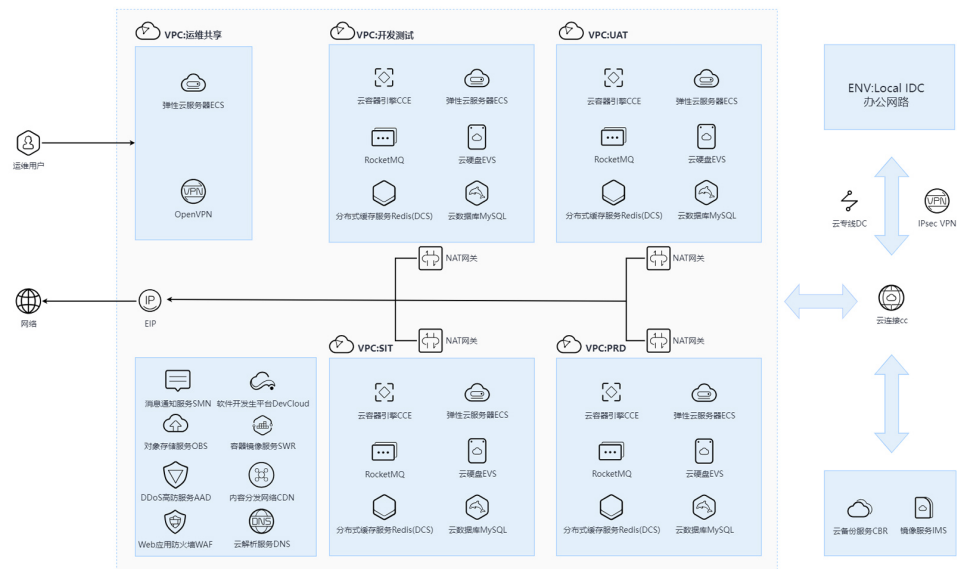 VPC:运维共享
弹性云服务器ECS
OpenVPN
运维用户
VPC:开发测试
云容器引擎CCE
弹性云服务器ECS
RocketMQ
云硬盘EVS
分布式缓存服务Redis(DCS)
云数据库MySQL
VPC:UAT
云容器引擎CCE
弹性云服务器ECS
RocketMQ
云硬盘EVS
分布式缓存服务Redis(DCS)
云数据库MySQL
ENV:Local IDC
办公网路
云专线DC
VPN
IPsec VPN
VPN
NAT网关
NAT网关
网络
IP
EIP
云连接cc
NAT网关
NAT网关
消息通知服务SMN
软件开发生平台DevCloud
对象存储服务OBS
容器镜像服务SWR
DDoS高防服务AAD
内容分发网络CDN
Web应用防火墙WAF
DNS
云解析服务DNS
VPC:SIT
云容器引擎CCE
弹性云服务器ECS
RocketMQ
云硬盘EVS
分布式缓存服务Redis(DCS)
云数据库MySQL
VPC:PRD
云容器引擎CCE
弹性云服务器ECS
RocketMQ
云硬盘EVS
分布式缓存服务Redis(DCS)
云数据库MySQL
云备份服务CBR
镜像服务IMS